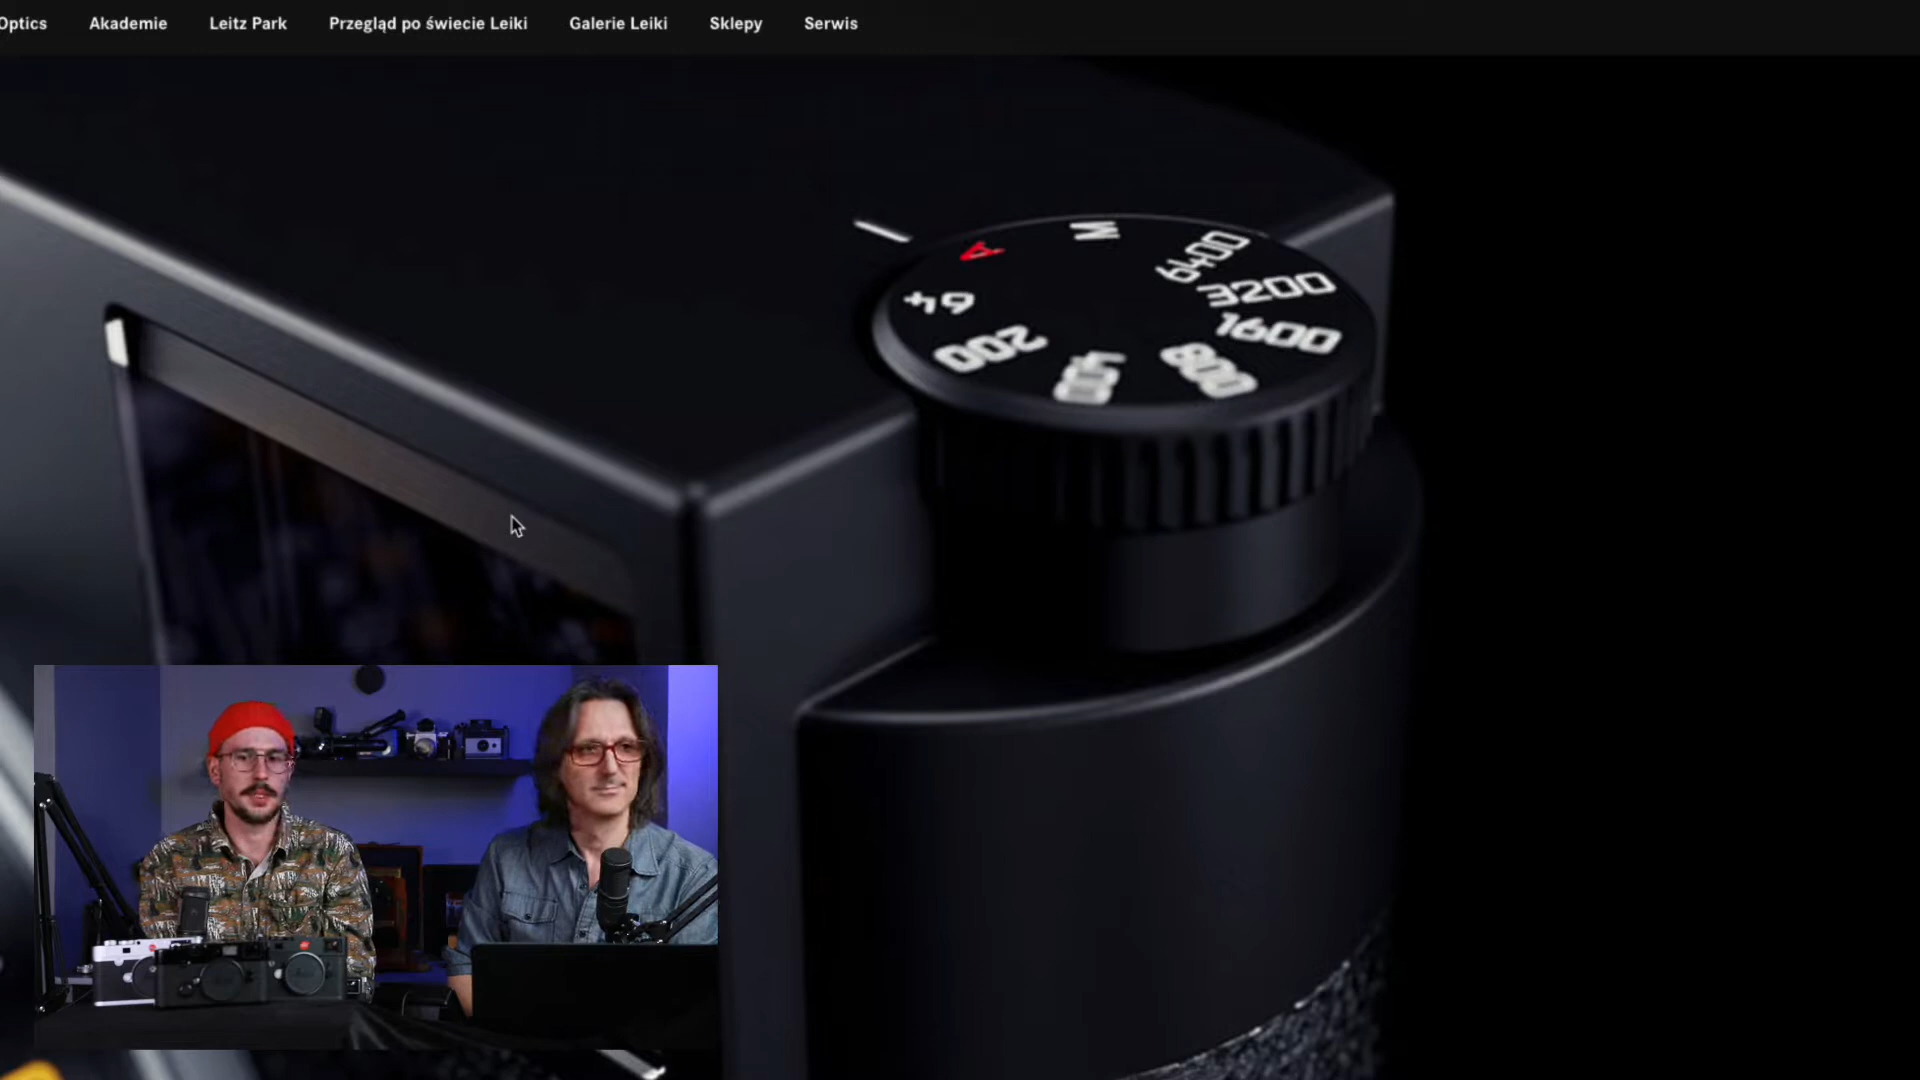 Optics Akademie Leitz Park Przegląd po świecie Leiki Galerie Leiki Sklepy Serwis
A M 6400 3200 1600 800 400 200 64